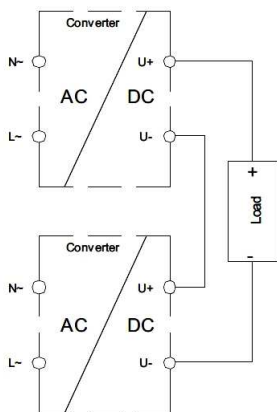 Converter
N~ U+
AC DC
L~ U-
+
Load
-
Converter
N~ U+
AC DC
L~ U-